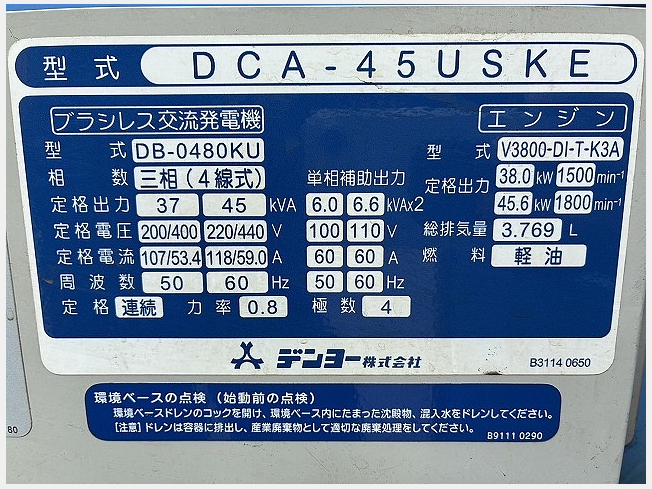 型式 DCA-45USKE
ブラシレス交流発電機
型式 DB-0480KU
相数 三相(4線式) 単相補助出力
定格出力 37 45 kVA 6.0 6.6 kVAx2
定格電圧 200/400 220/440 V 100 110 V
定格電流 107/53.4 118/59.0 A 60 60 A
周波数 50 60 Hz 50 60 Hz
定格 連続 力率 0.8 極数 4
エンジン
型式 V3800-DI-T-K3A
定格出力 38.0 kW 1500 min⁻¹
45.6 kW 1800 min⁻¹
総排気量 3.769 L
燃料 軽油
デンヨー株式会社
B3114 0650
環境ベースの点検(始動前の点検)
環境ベースドレンのコックを開け、環境ベース内にたまった沈殿物、混入水をドレンしてください。
[注意]ドレンは容器に排出し、産業廃棄物として適切な廃棄処理をしてください。
B9111 0290
80